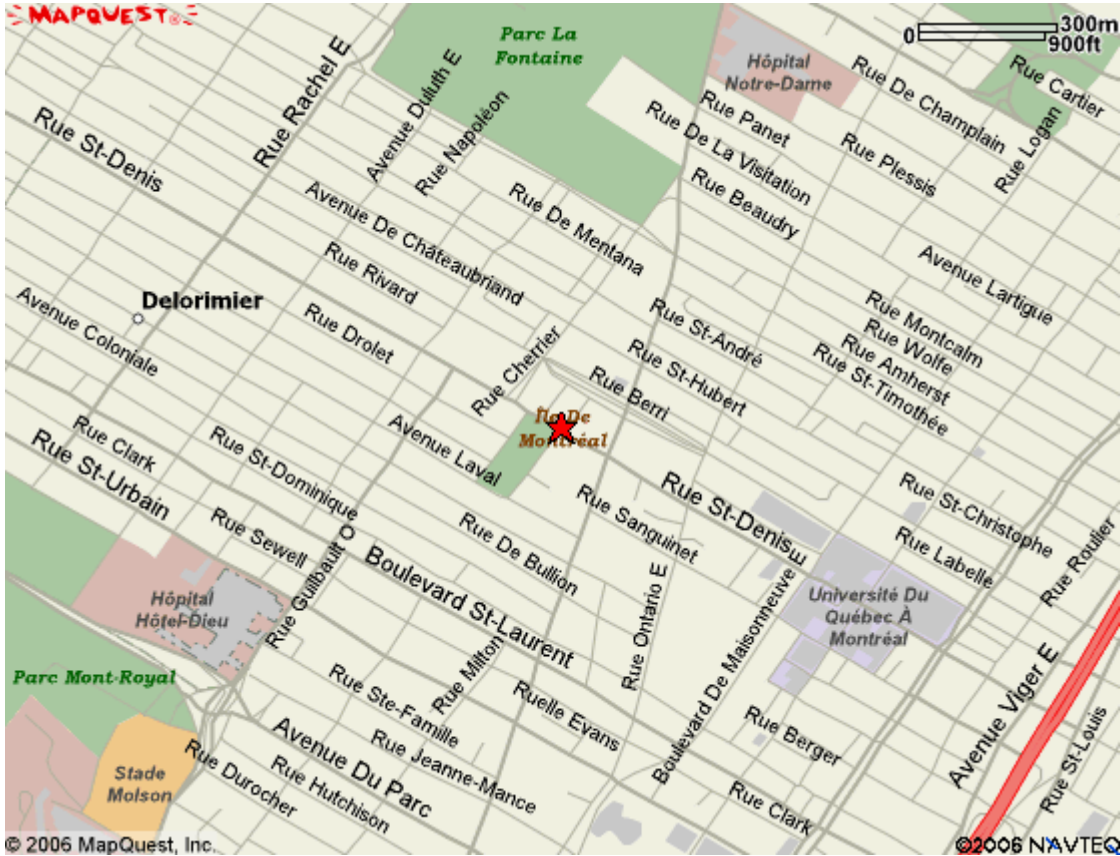 MAPQUEST®
0 300m
900ft
Parc La
Fontaine
Hôpital
Notre-Dame
Rue De Champlain
Rue Cartier
Rue Logan
Rue Rachel E
Avenue Duluth E
Rue Napoléon
Rue St-Denis
Rue Panet
Rue De La Visitation
Rue Plessis
Rue Beaudry
Avenue De Châteaubriand
Rue De Mentana
Avenue Lartigue
Rue Rivard
Delorimier
Avenue Coloniale
Rue Drolet
Rue Cherrier
Rue St-André
Rue St-Hubert
Rue Berri
Rue Montcalm
Rue Wolfe
Rue Amherst
Rue St-Timothée
Île De
Montréal
Avenue Laval
Rue Clark
Rue St-Urbain
Rue St-Dominique
Rue Sewell
Rue Guilbault
Rue De Bullion
Rue Sanguinet
Rue St-Denis E
Rue St-Christophe
Rue Labelle
Rue Roulier
Boulevard St-Laurent
Hôpital
Hôtel-Dieu
Université Du
Québec À
Montréal
Rue Ontario E
Boulevard De Maisonneuve
Parc Mont-Royal
Rue Milton
Rue Ste-Famille
Ruelle Evans
Avenue Viger E
Rue St-Louis
Rue Berger
Avenue Du Parc
Rue Jeanne-Mance
Stade
Molson
Rue Durocher
Rue Hutchison
Rue Clark
© 2006 MapQuest, Inc.
©2006 NAVTEQ